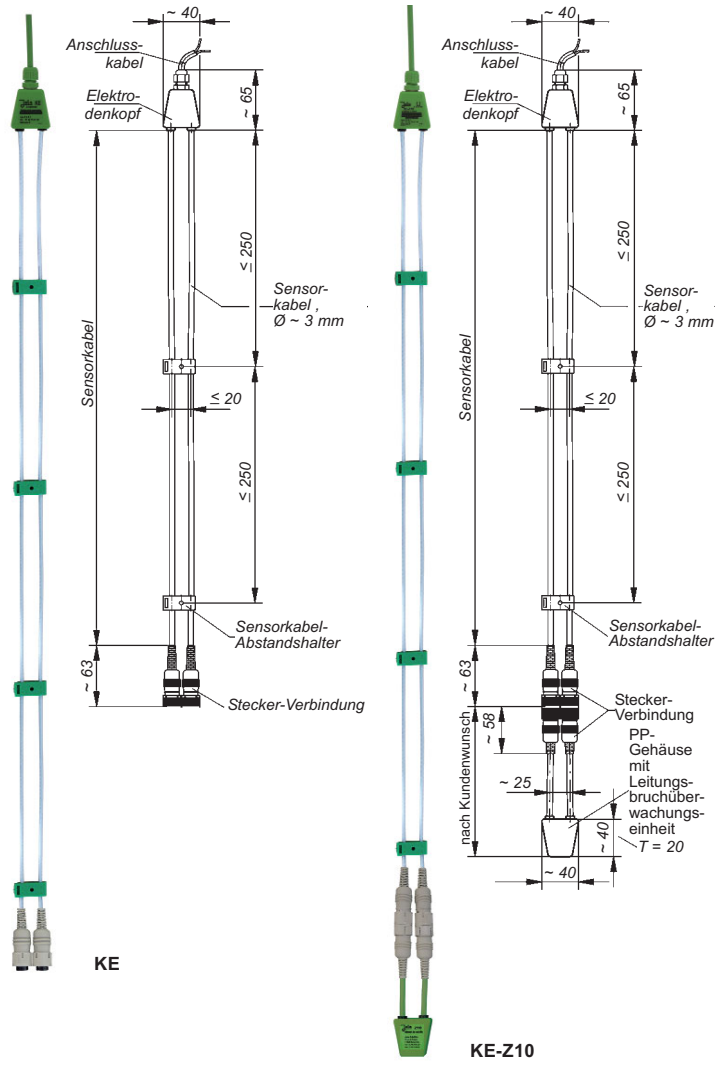 ~ 40
Anschluss-
kabel
Elektro-
denkopf
~ 65
≤ 250
Sensor-
kabel ,
Ø ~ 3 mm
Sensorkabel
≤ 20
≤ 250
Sensorkabel-
Abstandshalter
~ 63
Stecker-Verbindung
KE
~ 40
Anschluss-
kabel
Elektro-
denkopf
~ 65
≤ 250
Sensor-
kabel ,
Ø ~ 3 mm
Sensorkabel
≤ 20
≤ 250
Sensorkabel-
Abstandshalter
~ 63
Stecker-
Verbindung
~ 58
nach Kundenwunsch
PP-
Gehäuse
mit
Leitungs-
bruchüber-
wachungs-
einheit
~ 25
~ 40
T = 20
~ 40
KE-Z10